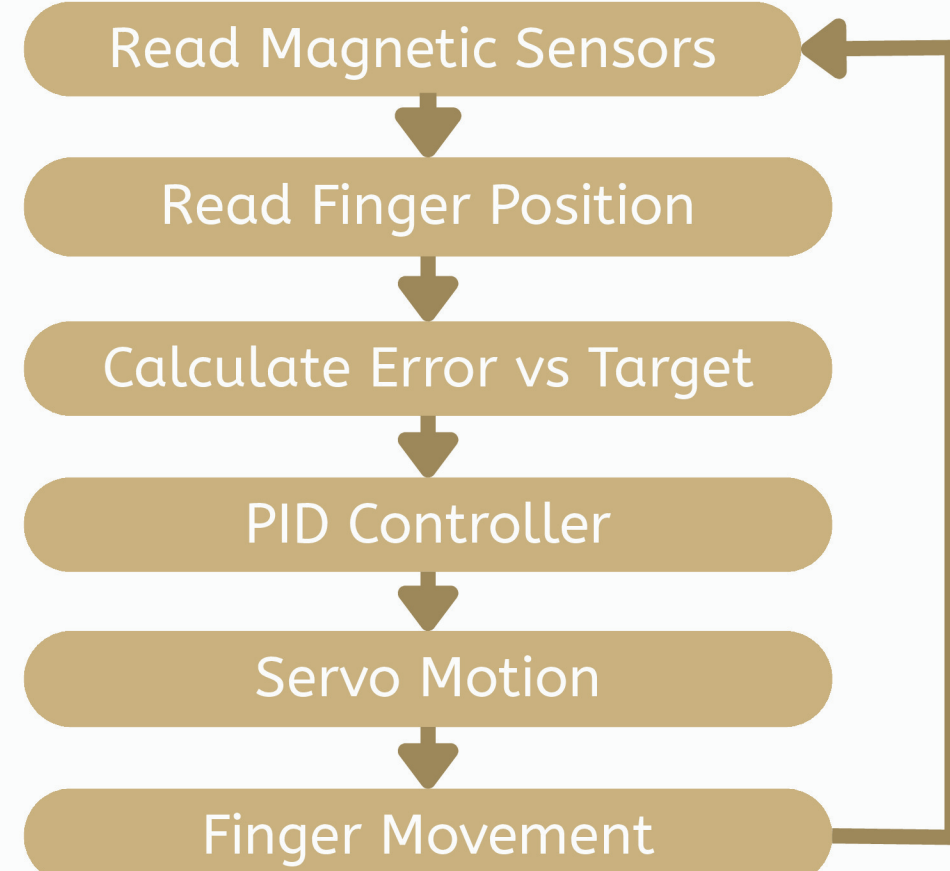 Read Magnetic Sensors
Read Finger Position
Calculate Error vs Target
PID Controller
Servo Motion
Finger Movement